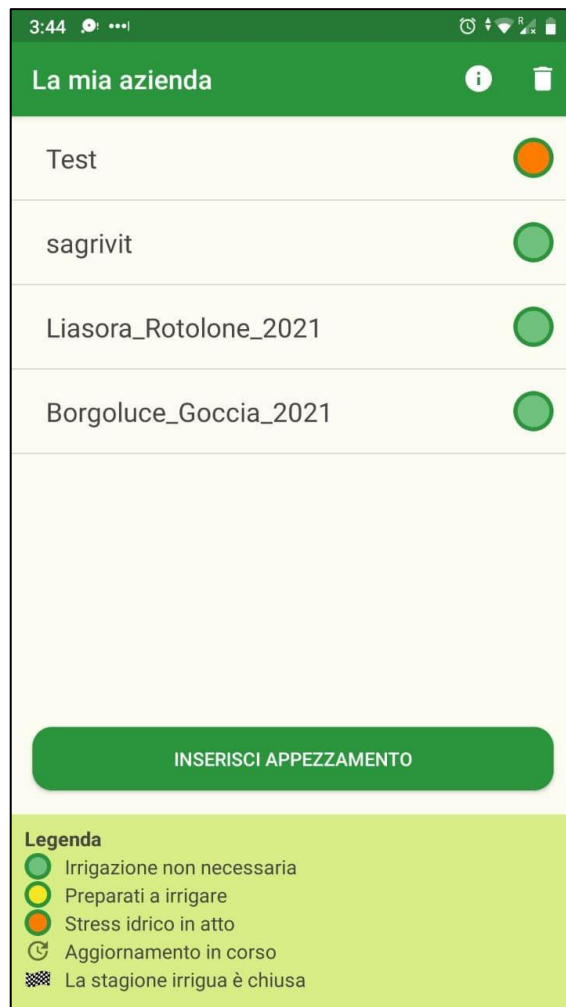 3:44
La mia azienda
Test
sagrivit
Liasora_Rotolone_2021
Borgoluce_Goccia_2021
INSERISCI APPEZZAMENTO
Legenda
Irrigazione non necessaria
Preparati a irrigare
Stress idrico in atto
Aggiornamento in corso
La stagione irrigua è chiusa